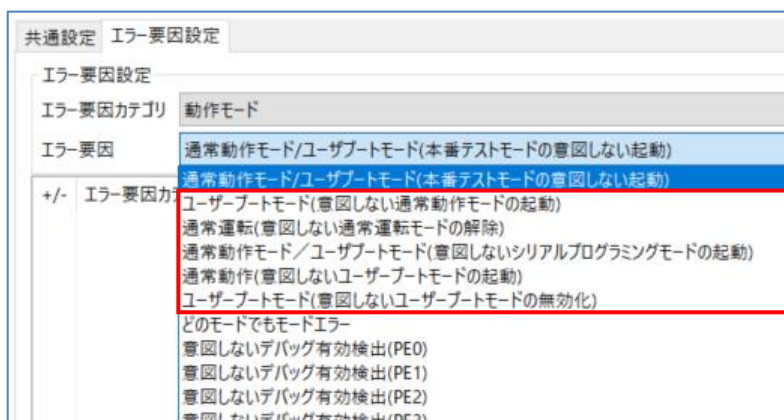 共通設定 エラー要因設定
エラー要因設定
エラー要因カテゴリ 動作モード
エラー要因 通常動作モード/ユーザブートモード(本番テストモードの意図しない起動)
通常動作モード/ユーザブートモード(本番テストモードの意図しない起動)
+/- エラー要因カ
ユーザーブートモード(意図しない通常動作モードの起動)
通常運転(意図しない通常運転モードの解除)
通常動作モード／ユーザブートモード(意図しないシリアルプログラミングモードの起動)
通常動作(意図しないユーザーブートモードの起動)
ユーザーブートモード(意図しないユーザーブートモードの無効化)
どのモードでもモードエラー
意図しないデバッグ有効検出(PE0)
意図しないデバッグ有効検出(PE1)
意図しないデバッグ有効検出(PE2)
意図しないデバッグ有効検出(PE3)